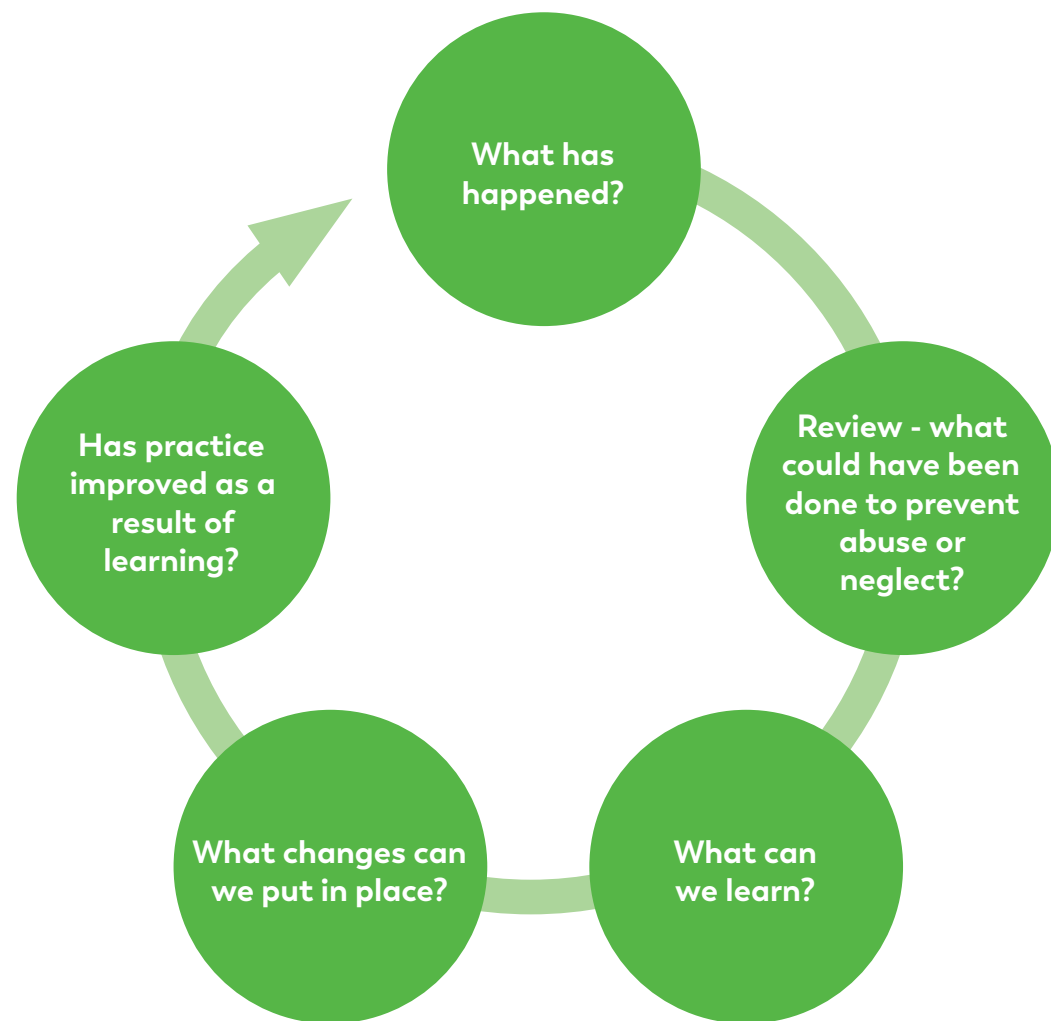 What has
happened?
Review - what
could have been
done to prevent
abuse or
neglect?
What can
we learn?
What changes can
we put in place?
Has practice
improved as a
result of
learning?